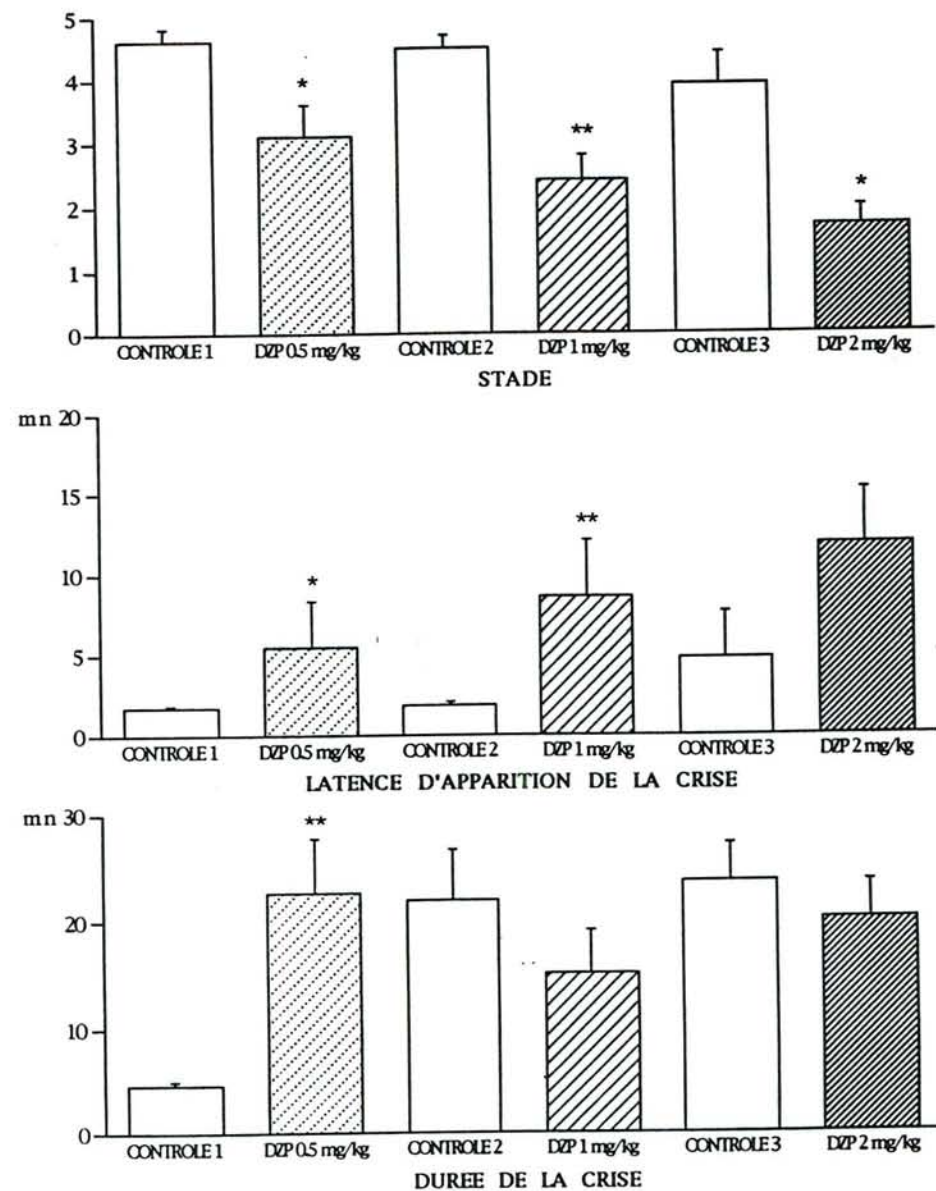 5
*
4
**
3
*
2
1
0
CONTROLE 1 DZP 0.5 mg/kg CONTROLE 2 DZP 1 mg/kg CONTROLE 3 DZP 2 mg/kg
STADE
mn 20
15
**
*
10
5
0
CONTROLE 1 DZP 0.5 mg/kg CONTROLE 2 DZP 1 mg/kg CONTROLE 3 DZP 2 mg/kg
LATENCE D'APPARITION DE LA CRISE
mn 30
**
20
10
0
CONTROLE 1 DZP 0.5 mg/kg CONTROLE 2 DZP 1 mg/kg CONTROLE 3 DZP 2 mg/kg
DUREE DE LA CRISE